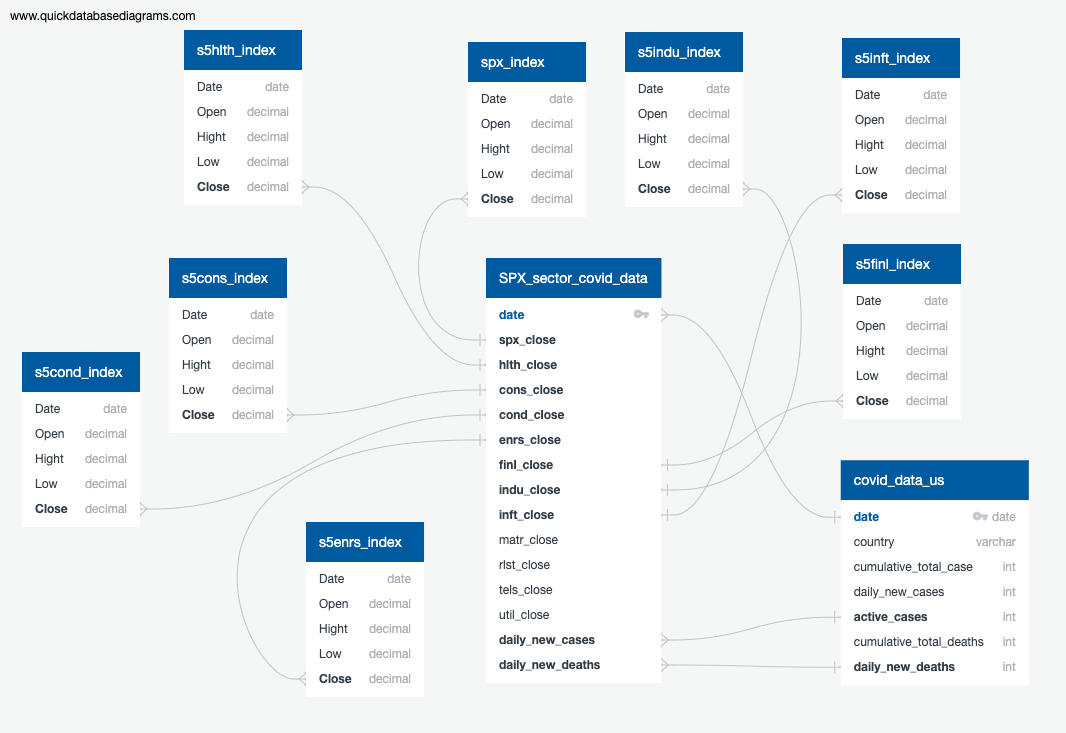 www.quickdatabasediagrams.com
s5hlth_index
Date date
Open decimal
Hight decimal
Low decimal
Close decimal
spx_index
Date date
Open decimal
Hight decimal
Low decimal
Close decimal
s5indu_index
Date date
Open decimal
Hight decimal
Low decimal
Close decimal
s5inft_index
Date date
Open decimal
Hight decimal
Low decimal
Close decimal
s5cons_index
Date date
Open decimal
Hight decimal
Low decimal
Close decimal
SPX_sector_covid_data
date
spx_close
hlth_close
cons_close
cond_close
enrs_close
finl_close
indu_close
inft_close
matr_close
rlst_close
tels_close
util_close
daily_new_cases
daily_new_deaths
s5finl_index
Date date
Open decimal
Hight decimal
Low decimal
Close decimal
s5cond_index
Date date
Open decimal
Hight decimal
Low decimal
Close decimal
s5enrs_index
Date date
Open decimal
Hight decimal
Low decimal
Close decimal
covid_data_us
date date
country varchar
cumulative_total_case int
daily_new_cases int
active_cases int
cumulative_total_deaths int
daily_new_deaths int